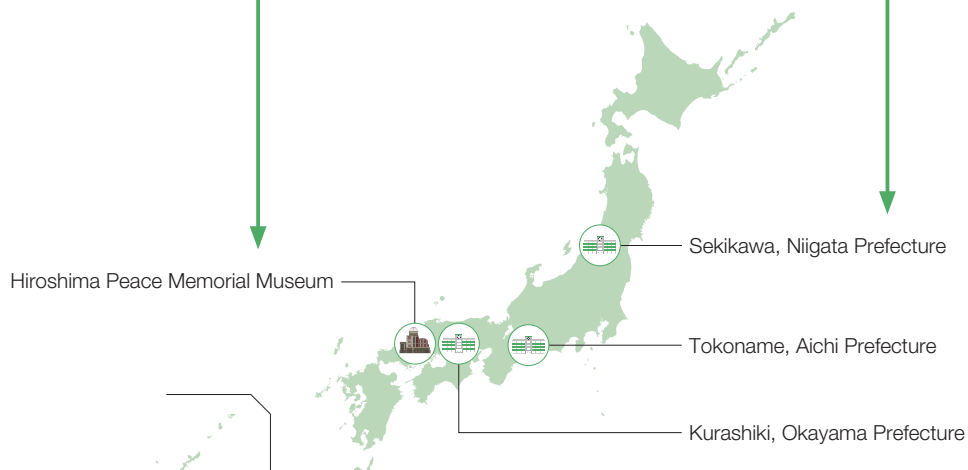 Sekikawa, Niigata Prefecture
Hiroshima Peace Memorial Museum
Tokoname, Aichi Prefecture
Kurashiki, Okayama Prefecture